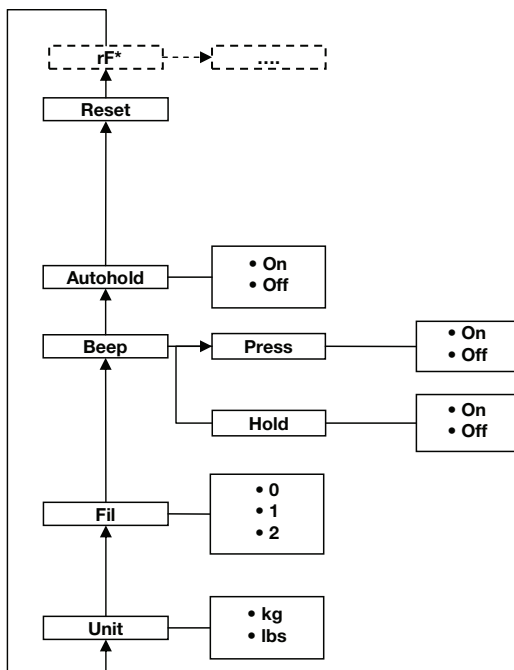 rF*
....
Reset
Autohold
• On
• Off
Beep
Press
• On
• Off
Hold
• On
• Off
Fil
• 0
• 1
• 2
Unit
• kg
• lbs